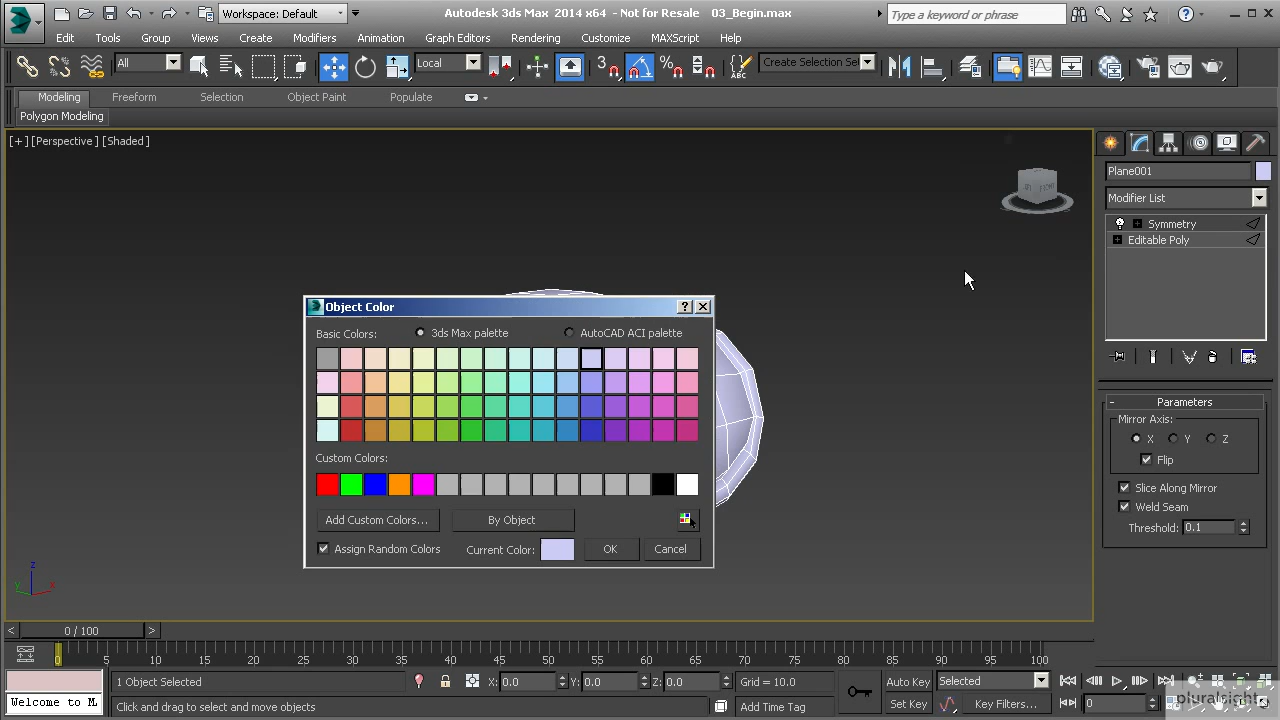 Workspace: Default
Autodesk 3ds Max 2014 x64 - Not for Resale 03_Begin.max
Type a keyword or phrase
Edit Tools Group Views Create Modifiers Animation Graph Editors Rendering Customize MAXScript Help
All
Local
3
Create Selection Se
Modeling Freeform Selection Object Paint Populate
Polygon Modeling
[+] [Perspective] [Shaded]
FRONT
Plane001
Modifier List
Symmetry
Editable Poly
Object Color
Basic Colors: 3ds Max palette AutoCAD ACI palette
Custom Colors:
Add Custom Colors... By Object
Assign Random Colors Current Color: OK Cancel
Parameters
Mirror Axis:
X Y Z
Flip
Slice Along Mirror
Weld Seam
Threshold: 0.1
z
y x
< 0 / 100 >
0 5 10 15 20 25 30 35 40 45 50 55 60 65 70 75 80 85 90 95 100
1 Object Selected X: 0.0 Y: 0.0 Z: 0.0 Grid = 10.0 Auto Key Selected
Welcome to M
Click and drag to select and move objects Add Time Tag Set Key Key Filters... 0
pluralsight